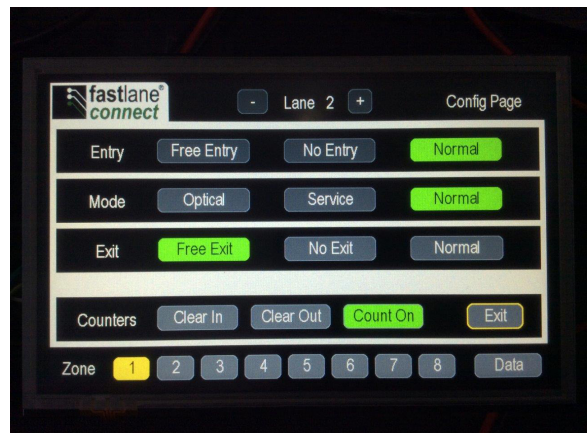 fastlane®
connect
- Lane 2 + Config Page
Entry Free Entry No Entry Normal
Mode Optical Service Normal
Exit Free Exit No Exit Normal
Counters Clear In Clear Out Count On Exit
Zone 1 2 3 4 5 6 7 8 Data